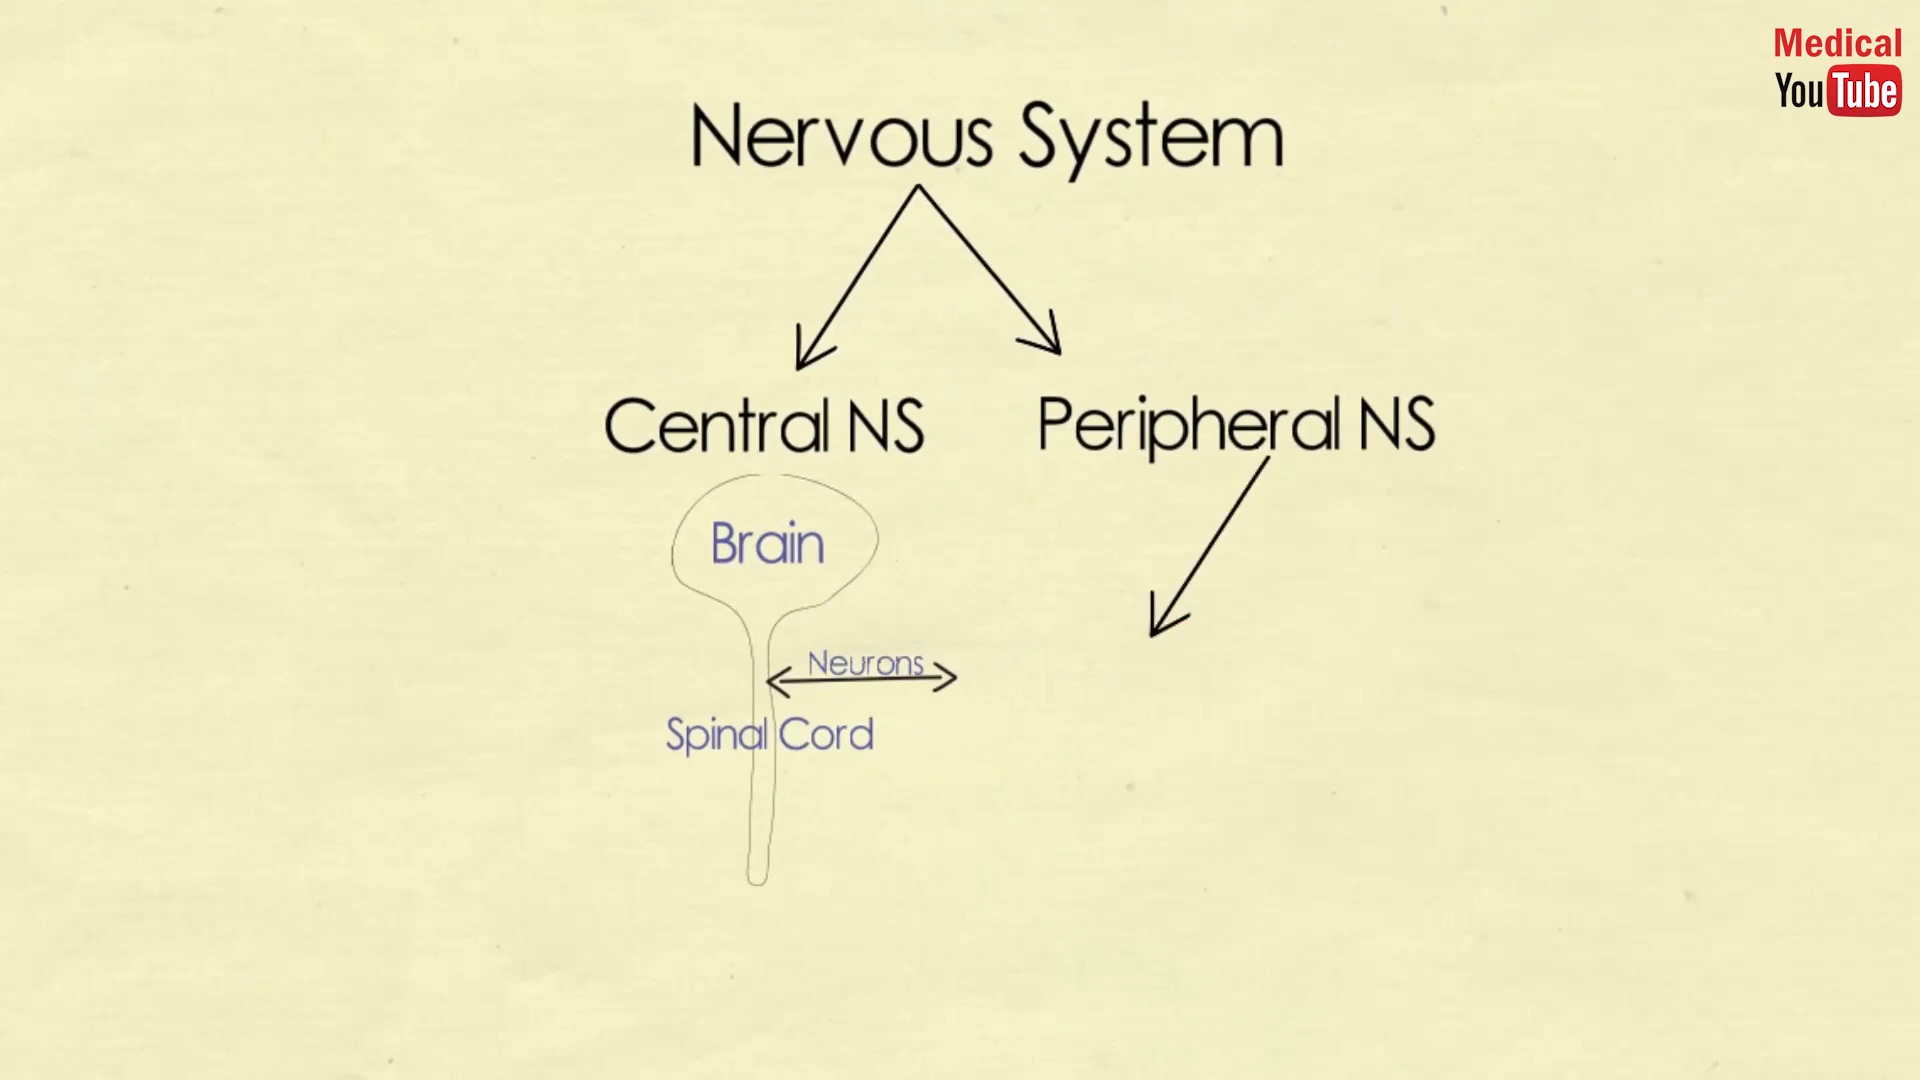 Medical
YouTube
Nervous System
Central NS
Peripheral NS
Brain
Neurons
Spinal Cord